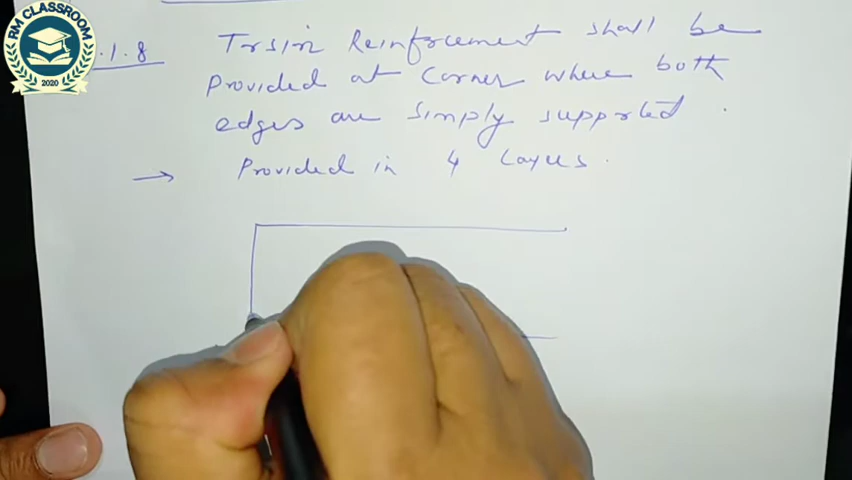 RM CLASSROOM
2020
.1.8 Torsion Reinforcement shall be
Provided at Corner where both
edges are simply supported.
→ Provided in 4 Layers.